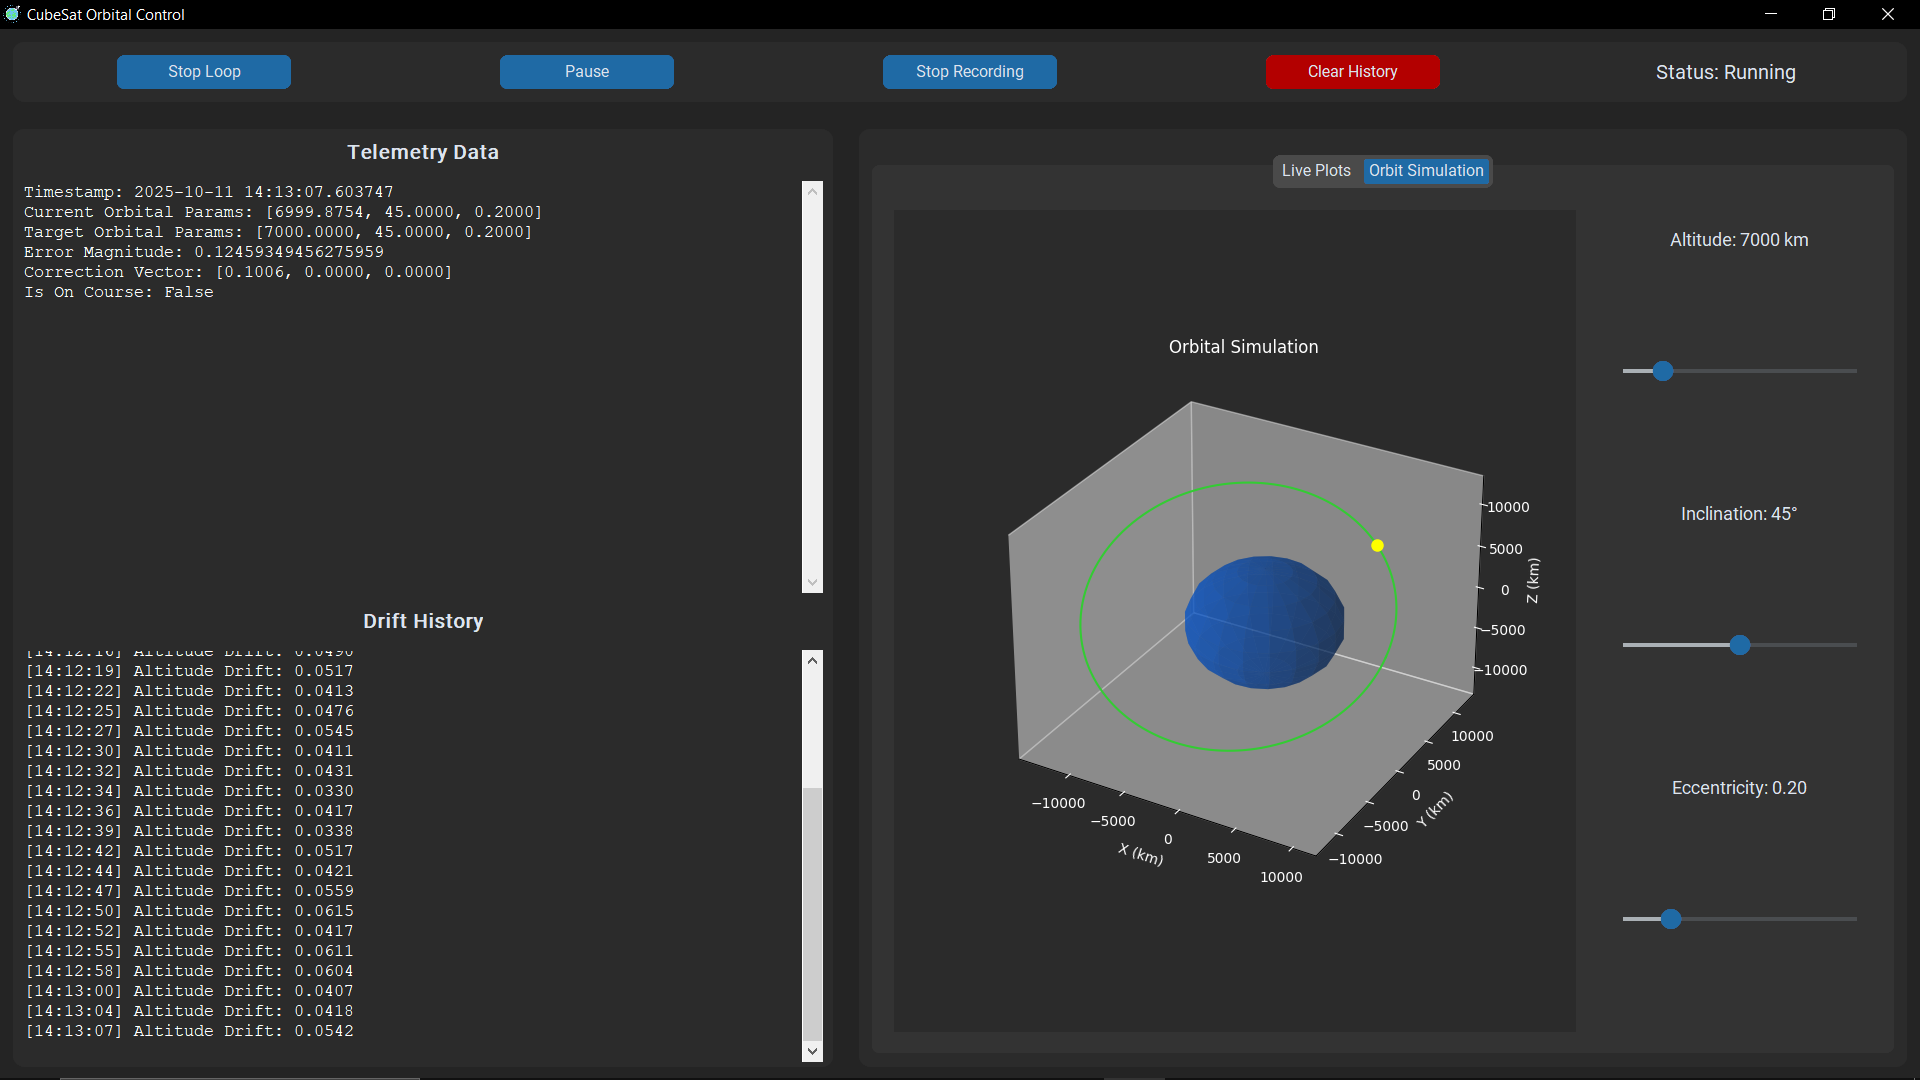 CubeSat Orbital Control
Stop Loop
Pause
Stop Recording
Clear History
Status: Running
Telemetry Data
Timestamp: 2025-10-11 14:13:07.603747
Current Orbital Params: [6999.8754, 45.0000, 0.2000]
Target Orbital Params: [7000.0000, 45.0000, 0.2000]
Error Magnitude: 0.12459349456275959
Correction Vector: [0.1006, 0.0000, 0.0000]
Is On Course: False
Drift History
[14:12:16] Altitude Drift: 0.0490
[14:12:19] Altitude Drift: 0.0517
[14:12:22] Altitude Drift: 0.0413
[14:12:25] Altitude Drift: 0.0476
[14:12:27] Altitude Drift: 0.0545
[14:12:30] Altitude Drift: 0.0411
[14:12:32] Altitude Drift: 0.0431
[14:12:34] Altitude Drift: 0.0330
[14:12:36] Altitude Drift: 0.0417
[14:12:39] Altitude Drift: 0.0338
[14:12:42] Altitude Drift: 0.0517
[14:12:44] Altitude Drift: 0.0421
[14:12:47] Altitude Drift: 0.0559
[14:12:50] Altitude Drift: 0.0615
[14:12:52] Altitude Drift: 0.0417
[14:12:55] Altitude Drift: 0.0611
[14:12:58] Altitude Drift: 0.0604
[14:13:00] Altitude Drift: 0.0407
[14:13:04] Altitude Drift: 0.0418
[14:13:07] Altitude Drift: 0.0542
Live Plots
Orbit Simulation
Orbital Simulation
10000
5000
0
−5000
−10000
Z (km)
10000
5000
0
−5000
−10000
Y (km)
−10000
−5000
0
5000
10000
X (km)
Altitude: 7000 km
Inclination: 45°
Eccentricity: 0.20